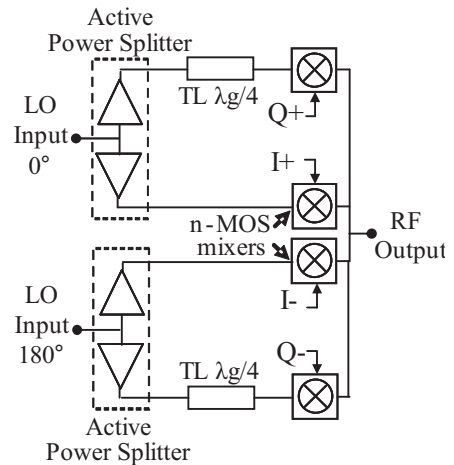 Active
Power Splitter
LO
Input
0°
TL λg/4
Q+
I+
n-MOS
mixers
RF
Output
LO
Input
180°
I-
Q-
TL λg/4
Active
Power Splitter